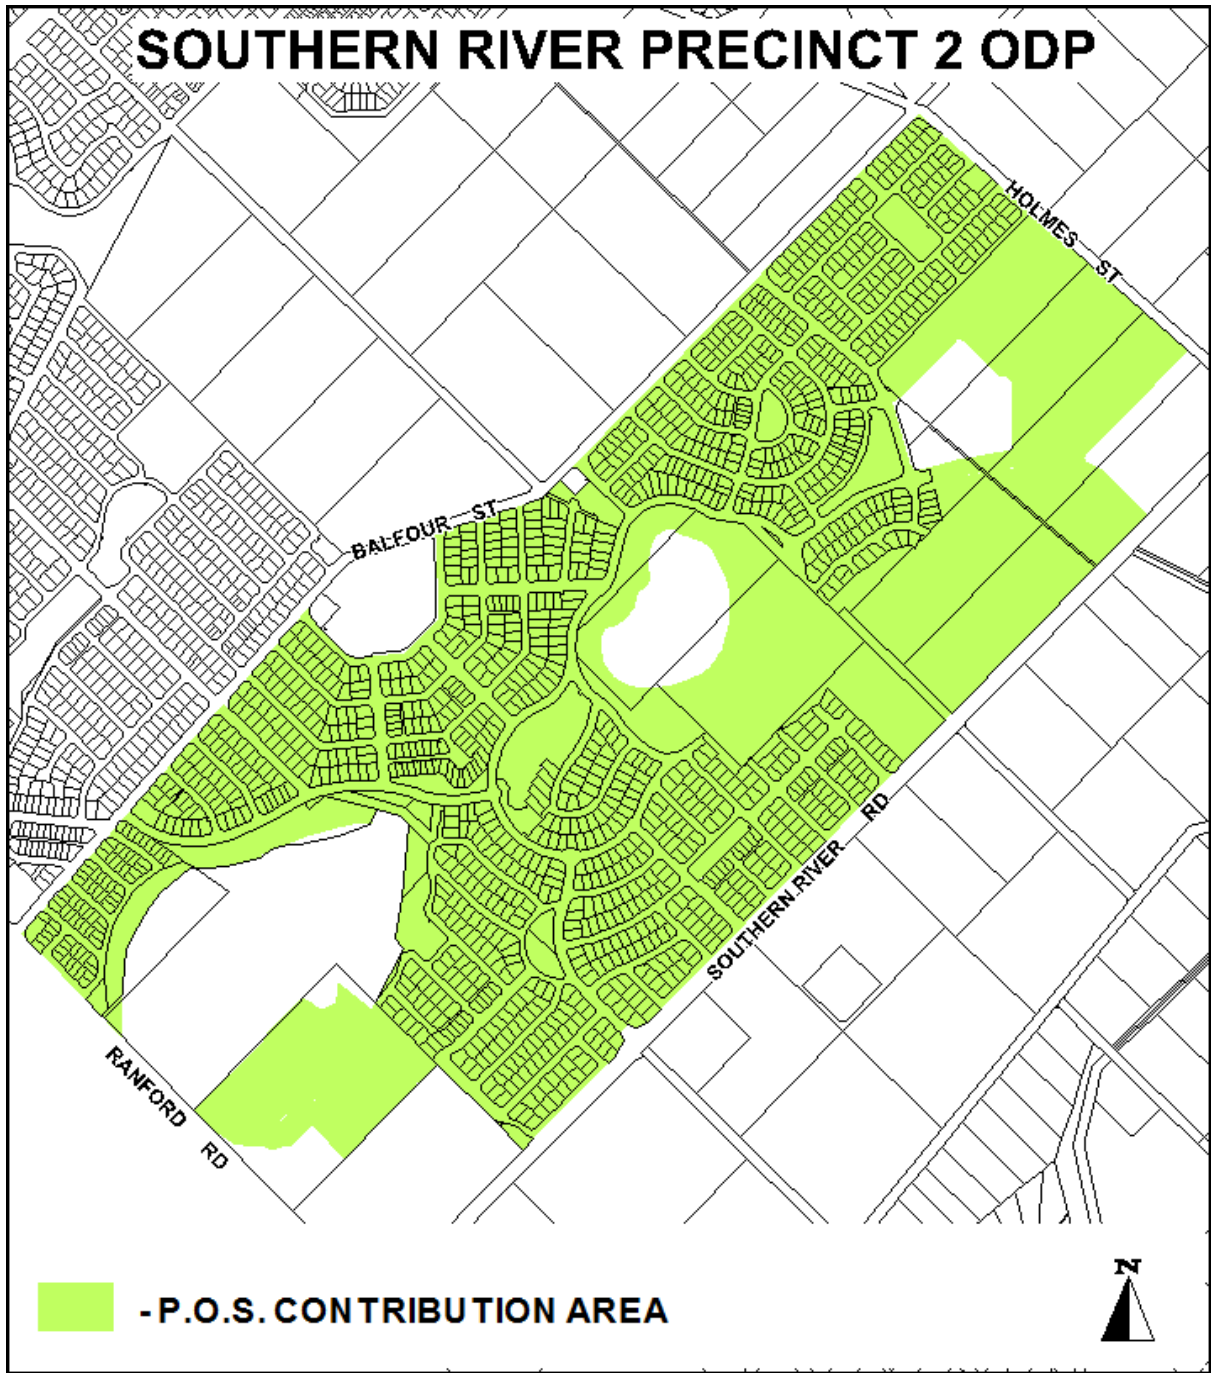 SOUTHERN RIVER PRECINCT 2 ODP
HOLMES ST
BALFOUR ST
SOUTHERN RIVER RD
RANFORD RD
N
- P.O.S. CONTRIBUTION AREA